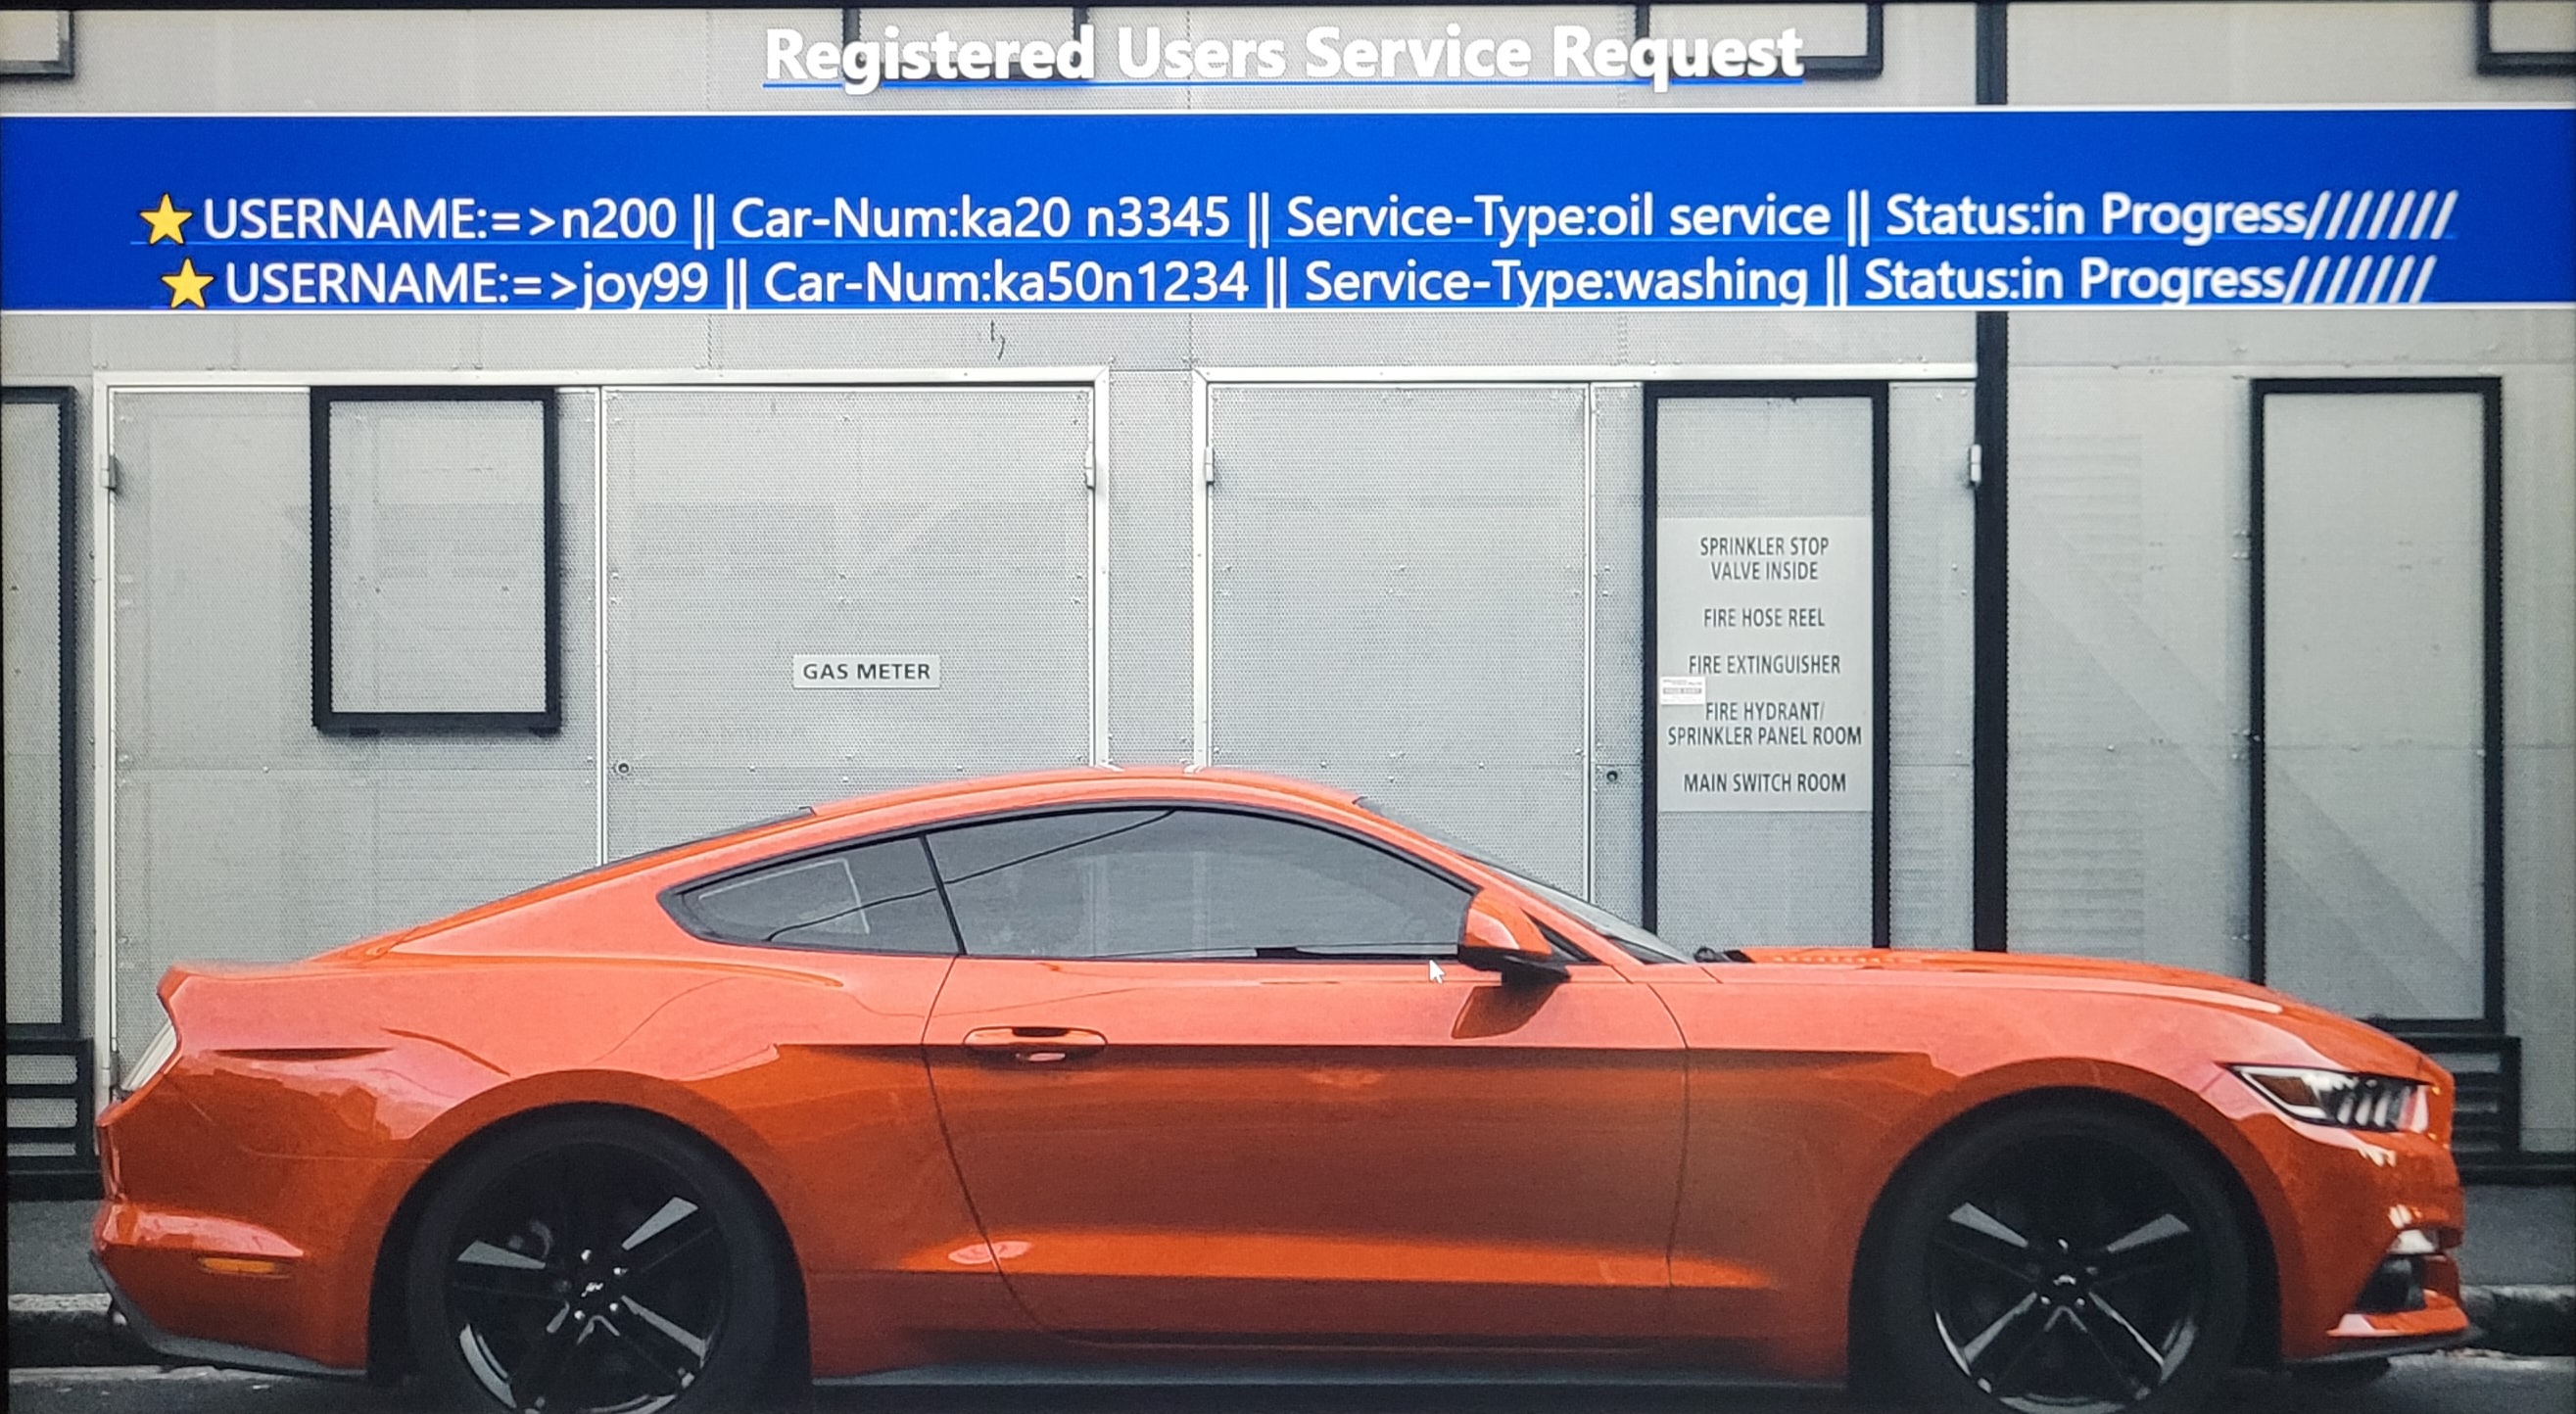 Registered Users Service Request
⭐USERNAME:=>n200 || Car-Num:ka20 n3345 || Service-Type:oil service || Status:in Progress///////
⭐USERNAME:=>joy99 || Car-Num:ka50n1234 || Service-Type:washing || Status:in Progress///////
GAS METER
SPRINKLER STOP
VALVE INSIDE
FIRE HOSE REEL
FIRE EXTINGUISHER
FIRE HYDRANT/
SPRINKLER PANEL ROOM
MAIN SWITCH ROOM